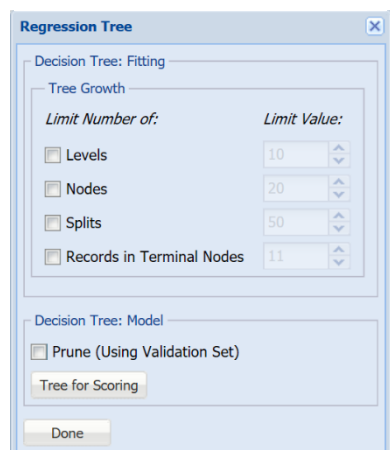 Regression Tree
Decision Tree: Fitting
Tree Growth
Limit Number of: Limit Value:
Levels 10
Nodes 20
Splits 50
Records in Terminal Nodes 11
Decision Tree: Model
Prune (Using Validation Set)
Tree for Scoring
Done